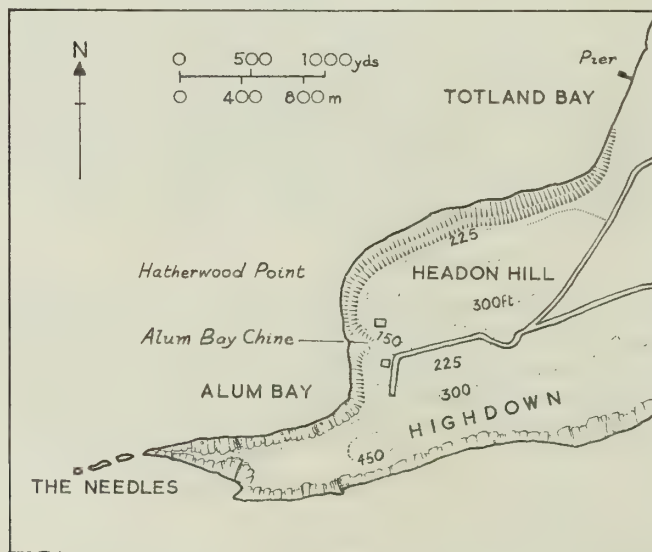 N
0 500 1000yds
0 400 800m
Pier
TOTLAND BAY
225
Hatherwood Point
HEADON HILL
300ft
Alum Bay Chine
150
225
ALUM BAY
300
HIGHDOWN
450
THE NEEDLES